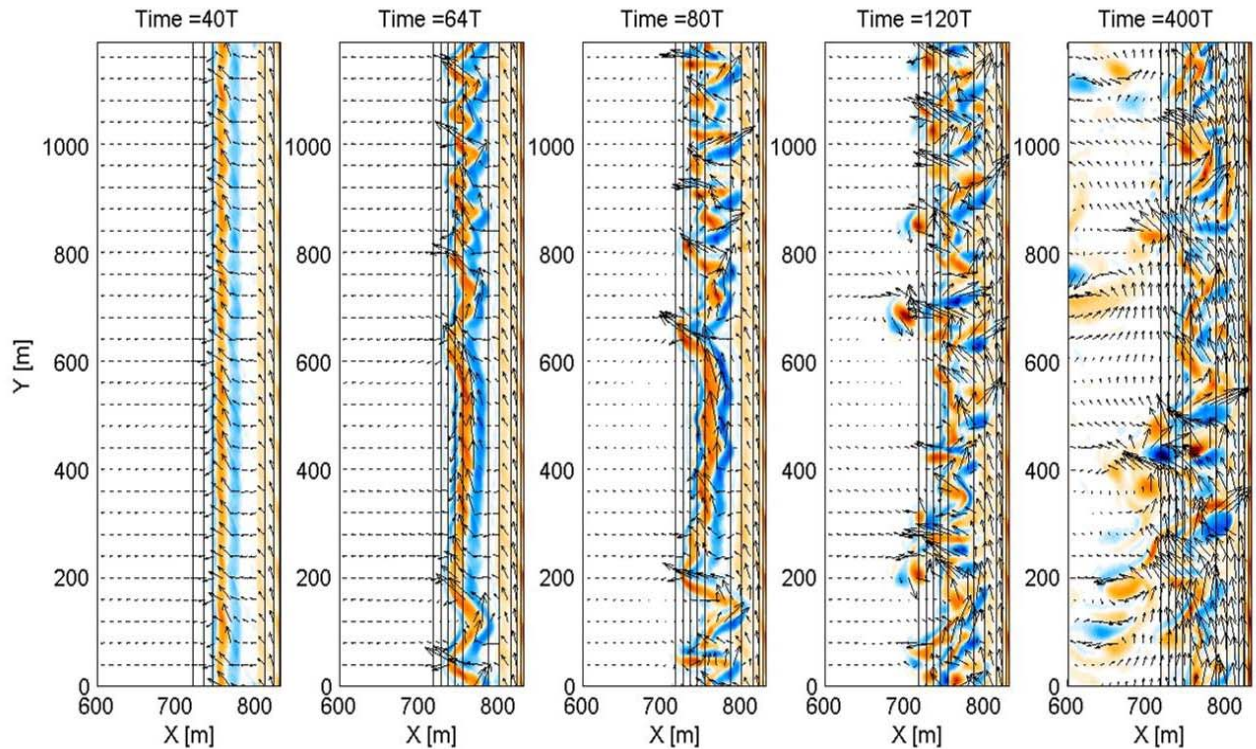 Time =40T Time =64T Time =80T Time =120T Time =400T
1000 1000 1000 1000 1000
800 800 800 800 800
Y [m]
600 600 600 600 600
400 400 400 400 400
200 200 200 200 200
0 0 0 0 0
600 700 800 600 700 800 600 700 800 600 700 800 600 700 800
X [m] X [m] X [m] X [m] X [m]